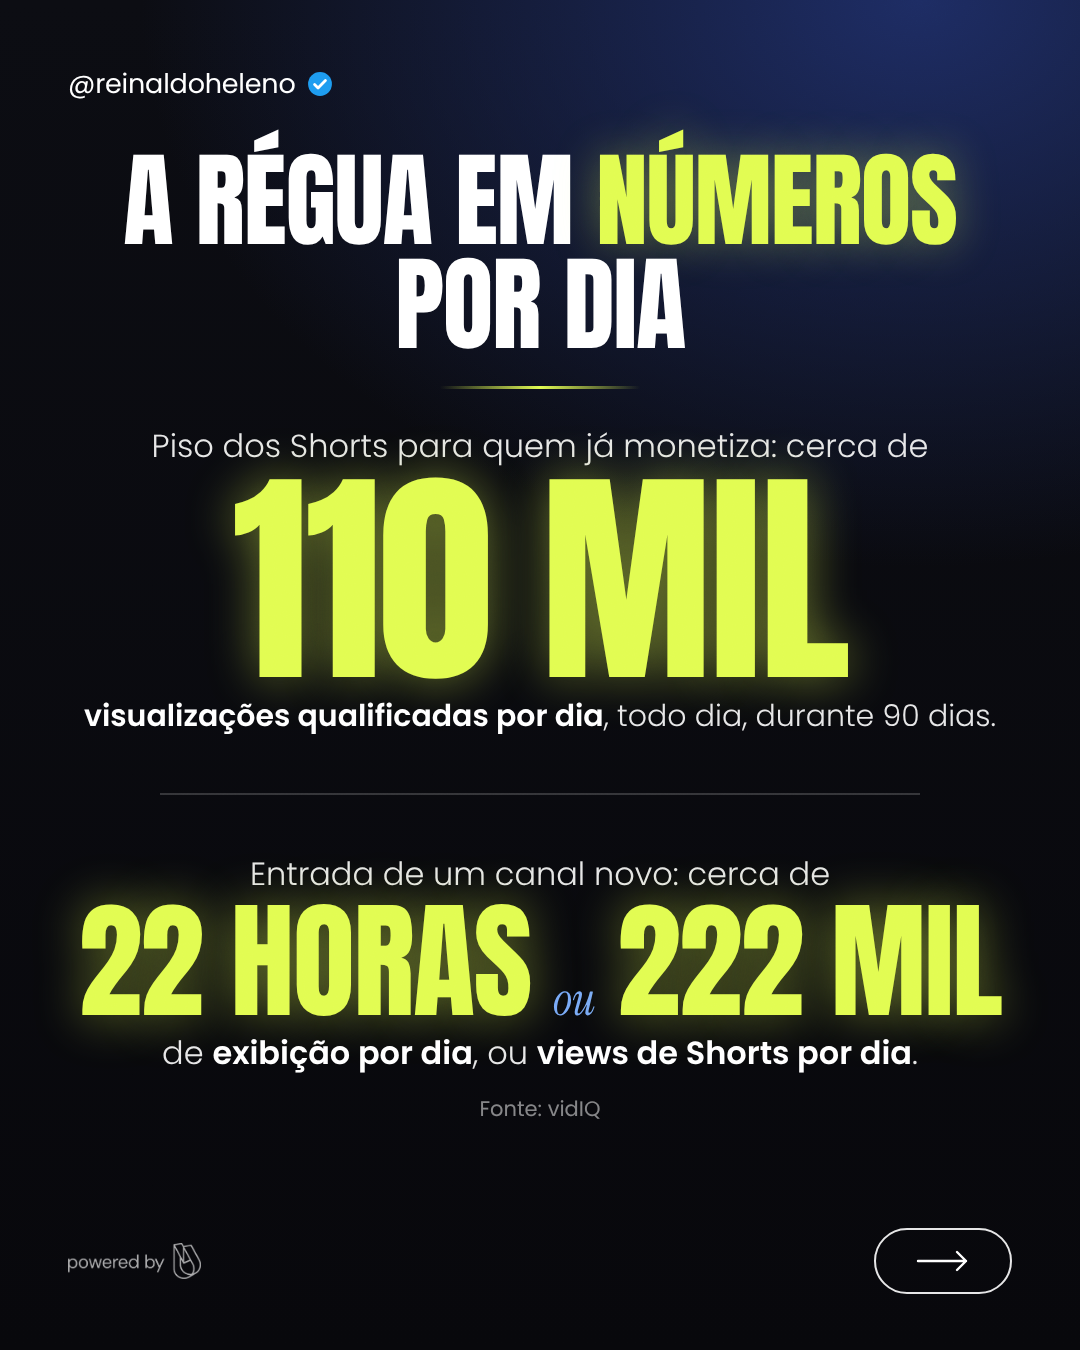 @reinaldoheleno
A RÉGUA EM NÚMEROS
POR DIA
Piso dos Shorts para quem já monetiza: cerca de
110 MIL
visualizações qualificadas por dia, todo dia, durante 90 dias.
Entrada de um canal novo: cerca de
22 HORAS ou 222 MIL
de exibição por dia, ou views de Shorts por dia.
Fonte: vidIQ
powered by